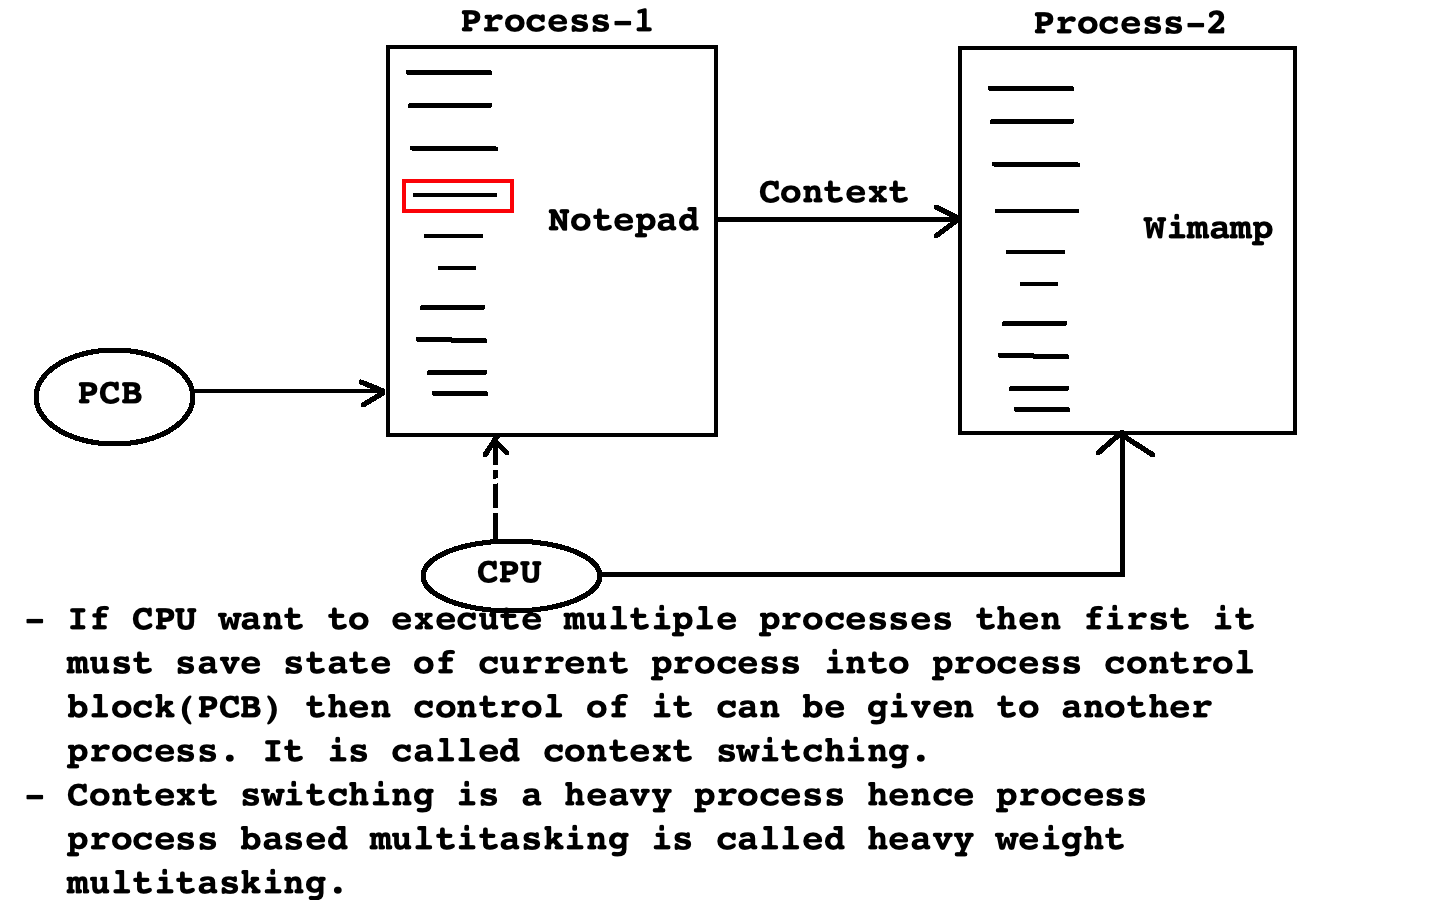 Process-1
Process-2
Context
Notepad
Wimamp
PCB
CPU
- If CPU want to execute multiple processes then first it
must save state of current process into process control
block(PCB) then control of it can be given to another
process. It is called context switching.
- Context switching is a heavy process hence process
process based multitasking is called heavy weight
multitasking.